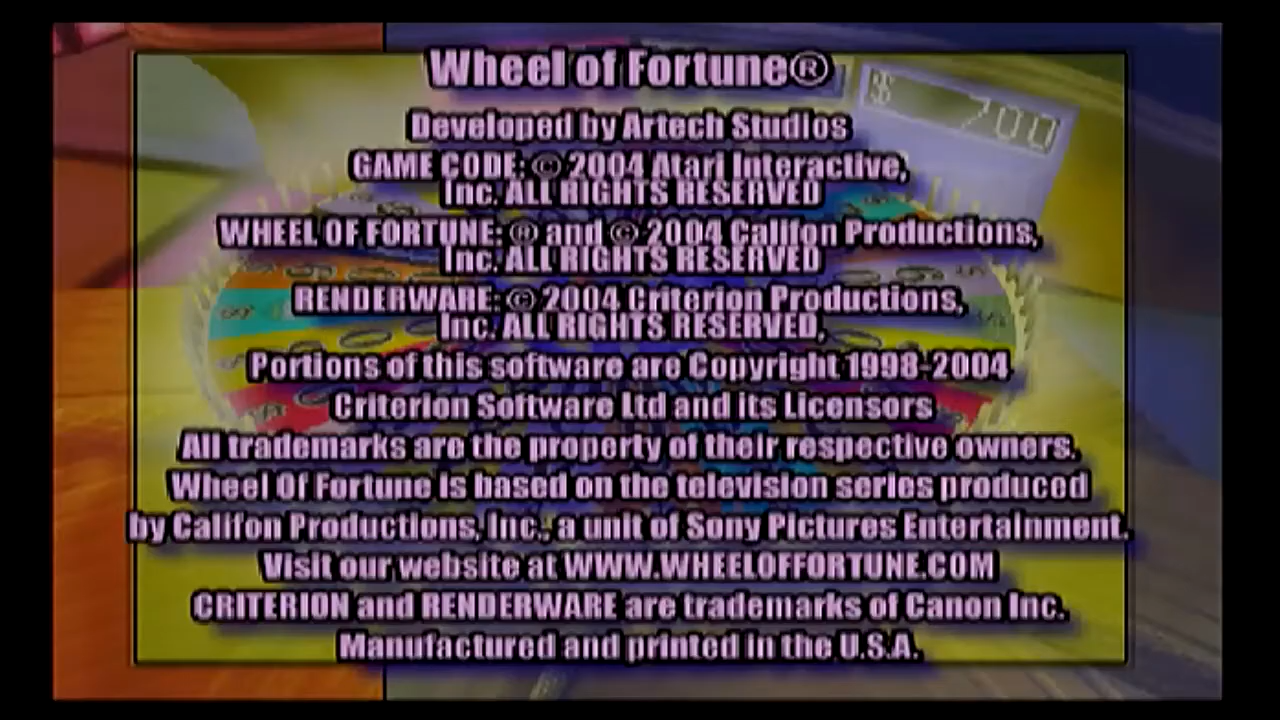 Wheel of Fortune®
$ 700
Developed by Artech Studios
GAME CODE: © 2004 Atari Interactive,
Inc. ALL RIGHTS RESERVED
WHEEL OF FORTUNE: ® and © 2004 Califon Productions,
Inc. ALL RIGHTS RESERVED
RENDERWARE: © 2004 Criterion Productions,
Inc. ALL RIGHTS RESERVED,
Portions of this software are Copyright 1998-2004
Criterion Software Ltd and its Licensors
All trademarks are the property of their respective owners.
Wheel Of Fortune is based on the television series produced
by Califon Productions, Inc., a unit of Sony Pictures Entertainment.
Visit our website at WWW.WHEELOFFORTUNE.COM
CRITERION and RENDERWARE are trademarks of Canon Inc.
Manufactured and printed in the U.S.A.